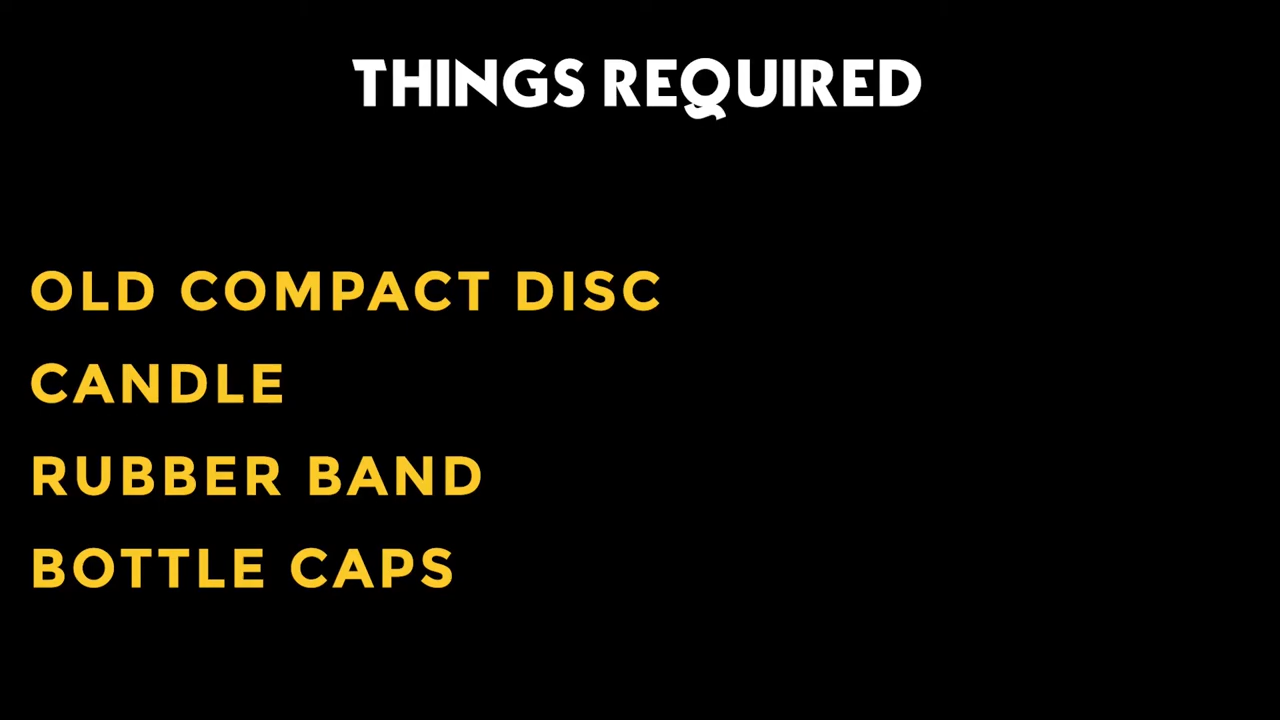 THINGS REQUIRED
OLD COMPACT DISC
CANDLE
RUBBER BAND
BOTTLE CAPS